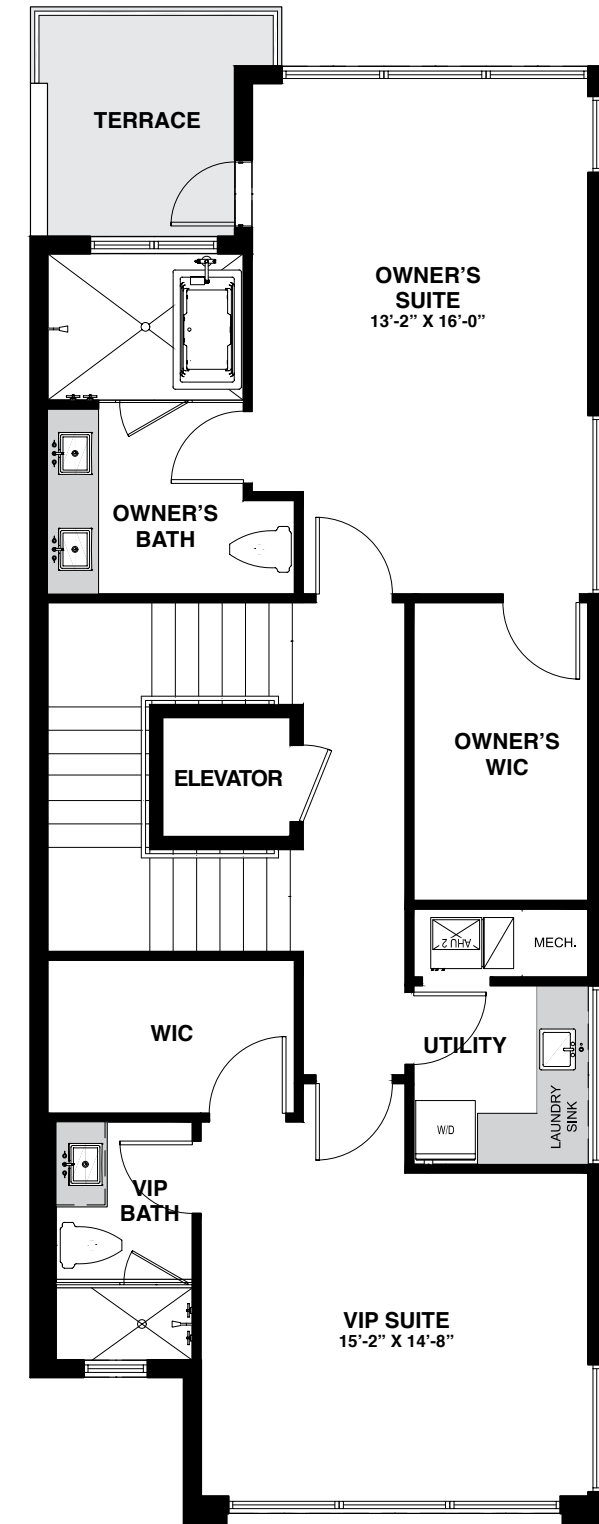 TERRACE
OWNER'S
SUITE
13'-2” X 16'-0”
OWNER'S
BATH
OWNER'S
WIC
ELEVATOR
AHU 2
MECH.
WIC
UTILITY
LAUNDRY
SINK
W/D
VIP
BATH
VIP SUITE
15'-2” X 14'-8”